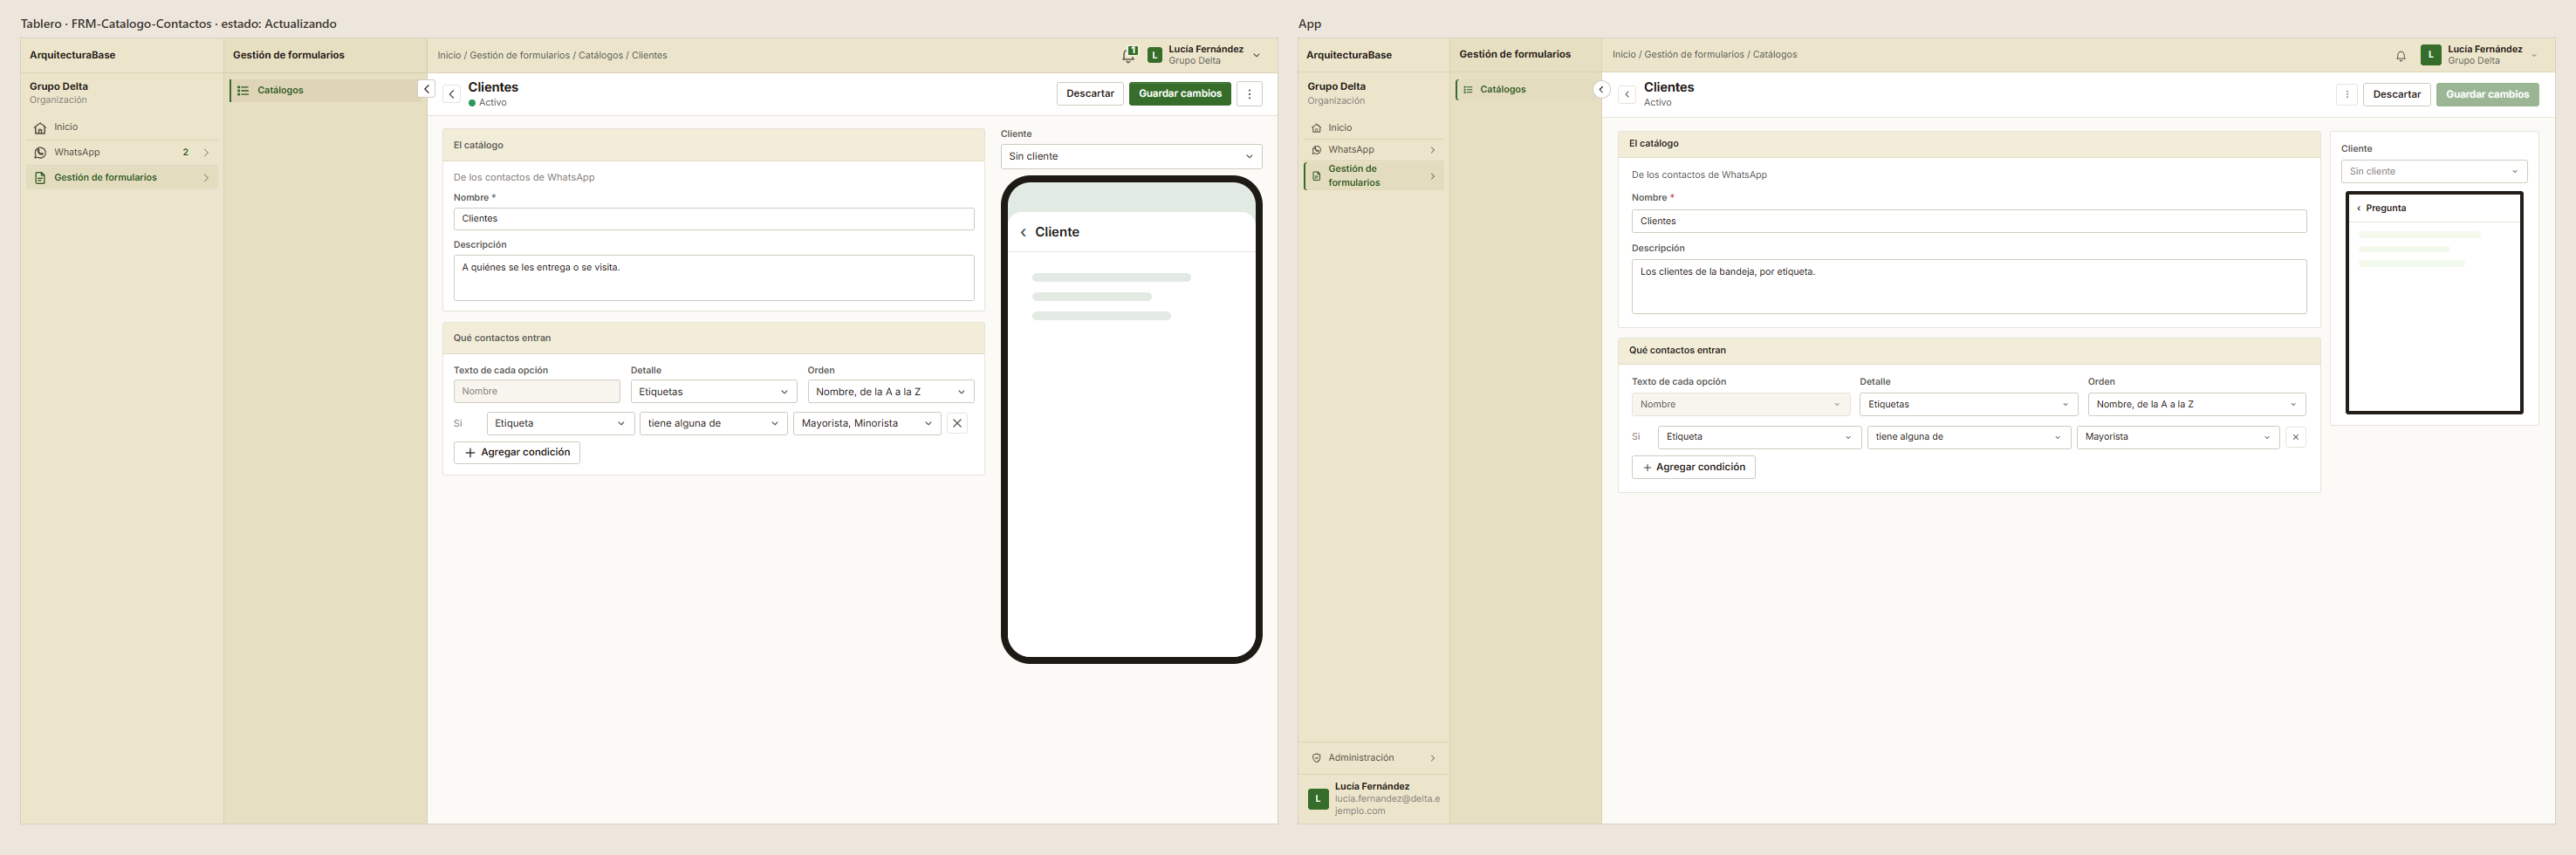 Tablero · FRM-Catalogo-Contactos · estado: Actualizando
ArquitecturaBase
Grupo Delta
Organización
Inicio
WhatsApp 2
Gestión de formularios
Gestión de formularios
Catálogos
Inicio / Gestión de formularios / Catálogos / Clientes
1
L
Lucía Fernández
Grupo Delta
Clientes
Activo
Descartar
Guardar cambios
El catálogo
De los contactos de WhatsApp
Nombre *
Clientes
Descripción
A quiénes se les entrega o se visita.
Qué contactos entran
Texto de cada opción Detalle Orden
Nombre Etiquetas Nombre, de la A a la Z
Si Etiqueta tiene alguna de Mayorista, Minorista
Agregar condición
Cliente
Sin cliente
Cliente
App
ArquitecturaBase
Grupo Delta
Organización
Inicio
WhatsApp
Gestión de
formularios
Administración
L
Lucía Fernández
lucia.fernandez@delta.e
jemplo.com
Gestión de formularios
Catálogos
Inicio / Gestión de formularios / Catálogos
L
Lucía Fernández
Grupo Delta
Clientes
Activo
Descartar
Guardar cambios
El catálogo
De los contactos de WhatsApp
Nombre *
Clientes
Descripción
Los clientes de la bandeja, por etiqueta.
Qué contactos entran
Texto de cada opción Detalle Orden
Nombre Etiquetas Nombre, de la A a la Z
Si Etiqueta tiene alguna de Mayorista
Agregar condición
Cliente
Sin cliente
Pregunta